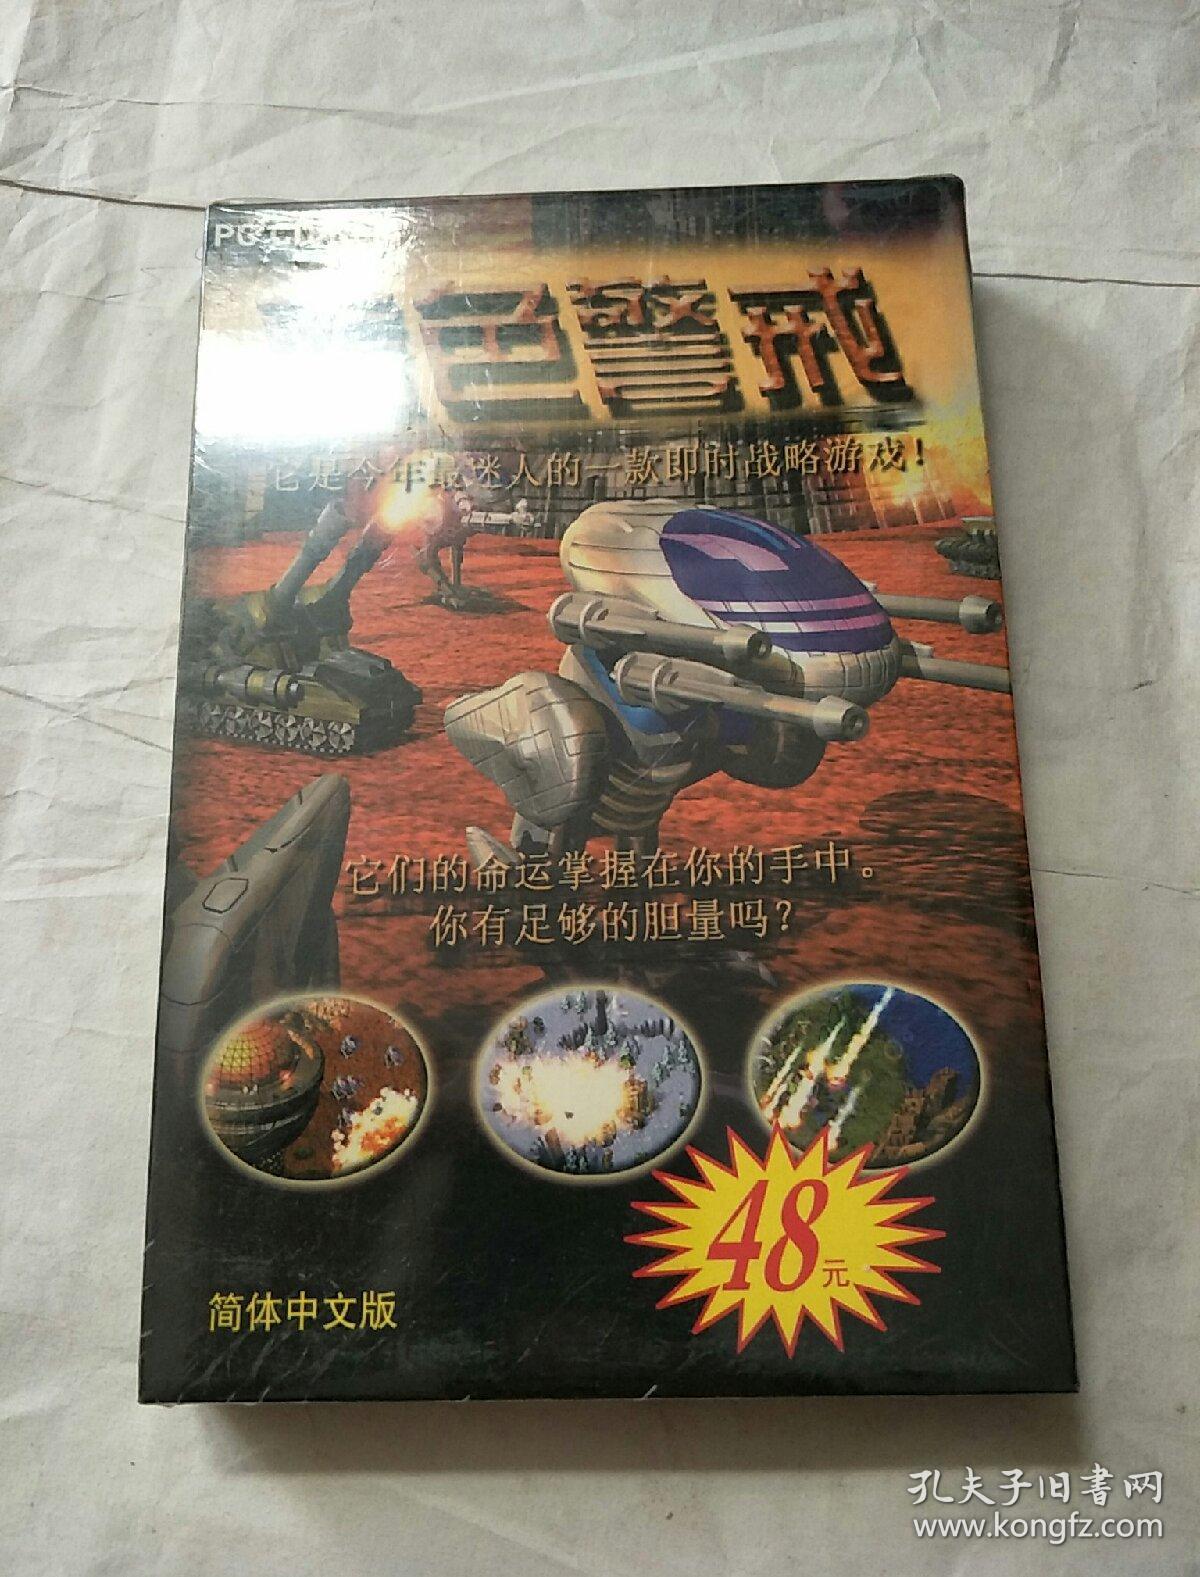 色警戒
它是今年最迷人的一款即时战略游戏！
它们的命运掌握在你的手中。
你有足够的胆量吗？
48元
简体中文版
孔夫子旧书网
www.kongfz.com